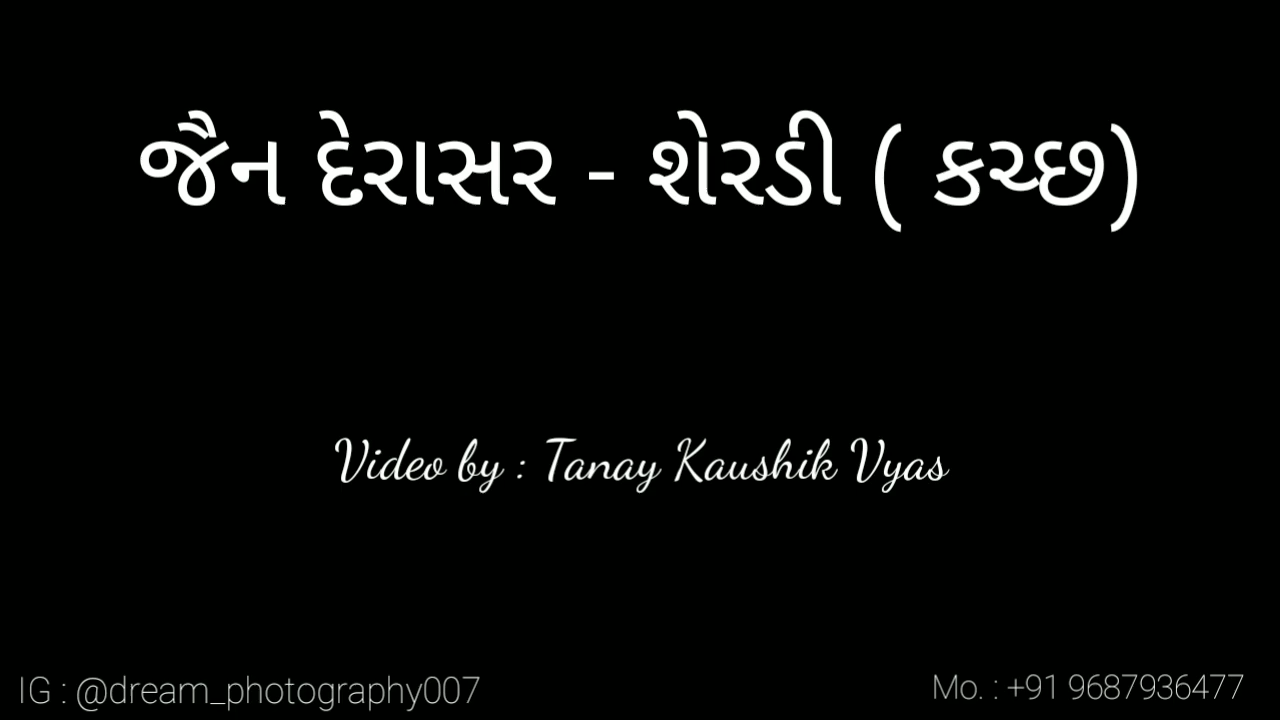 જૈન દેરાસર - શેરડી ( કચ્છ)
Video by : Tanay Kaushik Vyas
IG : @dream_photography007
Mo. : +91 9687936477